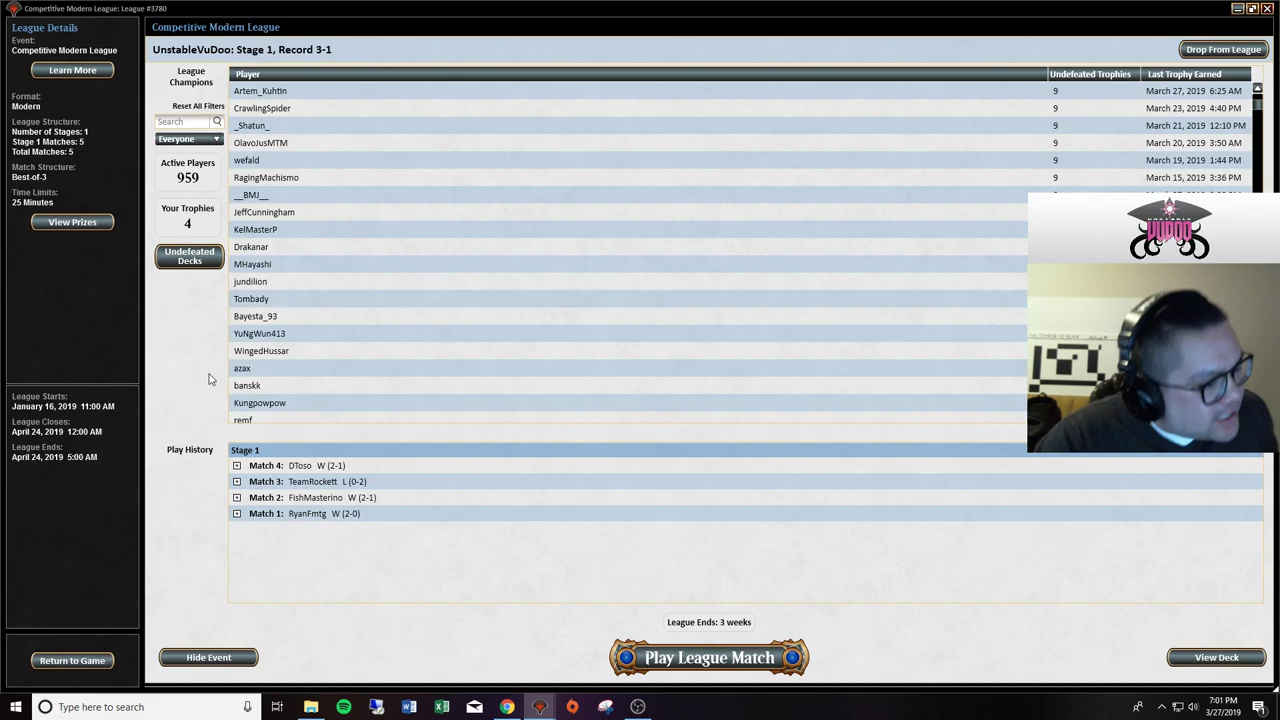 Competitive Modern League: League #3780
League Details
Event:
Competitive Modern League
Learn More
Format:
Modern
League Structure:
Number of Stages: 1
Stage 1 Matches: 5
Total Matches: 5
Match Structure:
Best-of-3
Time Limits:
25 Minutes
View Prizes
League Starts:
January 16, 2019 11:00 AM
League Closes:
April 24, 2019 12:00 AM
League Ends:
April 24, 2019 5:00 AM
Return to Game
Competitive Modern League
UnstableVuDoo: Stage 1, Record 3-1
Drop From League
League
Champions
Reset All Filters
Search
Everyone
Active Players
959
Your Trophies
4
Undefeated
Decks
Player Undefeated Trophies Last Trophy Earned
Artem_Kuhtin 9 March 27, 2019 6:25 AM
CrawlingSpider 9 March 23, 2019 4:40 PM
_Shatun_ 9 March 21, 2019 12:10 PM
OlavoJusMTM 9 March 20, 2019 3:50 AM
wefald 9 March 19, 2019 1:44 PM
RagingMachismo 9 March 15, 2019 3:36 PM
__BMJ__
JeffCunningham
KelMasterP
Drakanar
MHayashi
jundilion
Tombady
Bayesta_93
YuNgWun413
WingedHussar
azax
banskk
Kungpowpow
remf
UNSTABLE
VUDOO
Play History
Stage 1
Match 4: DToso W (2-1)
Match 3: TeamRockett L (0-2)
Match 2: FishMasterino W (2-1)
Match 1: RyanFmtg W (2-0)
League Ends: 3 weeks
Hide Event
Play League Match
View Deck
Type here to search
7:01 PM
3/27/2019